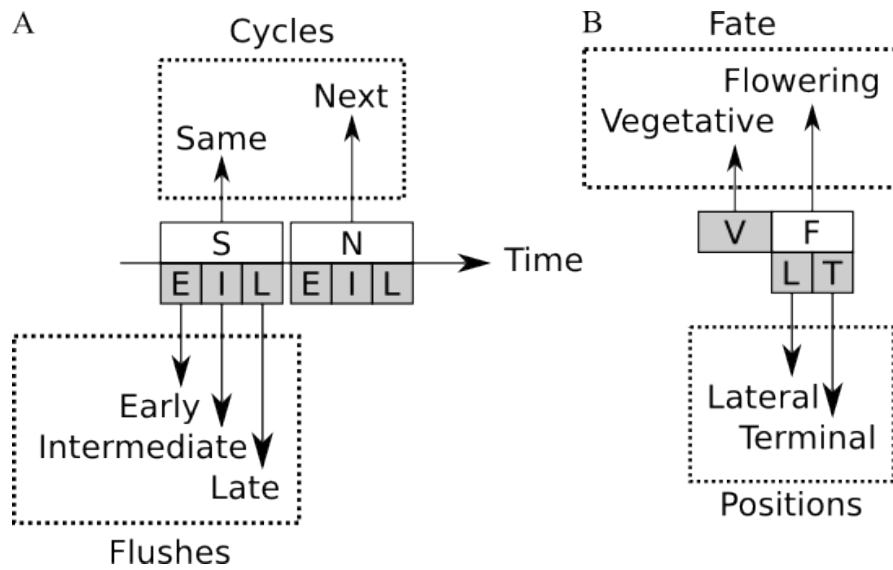 A
Cycles
Next
Same
S N
E I L E I L
Time
Early
Intermediate
Late
Flushes
B
Fate
Flowering
Vegetative
V F
L T
Lateral
Terminal
Positions